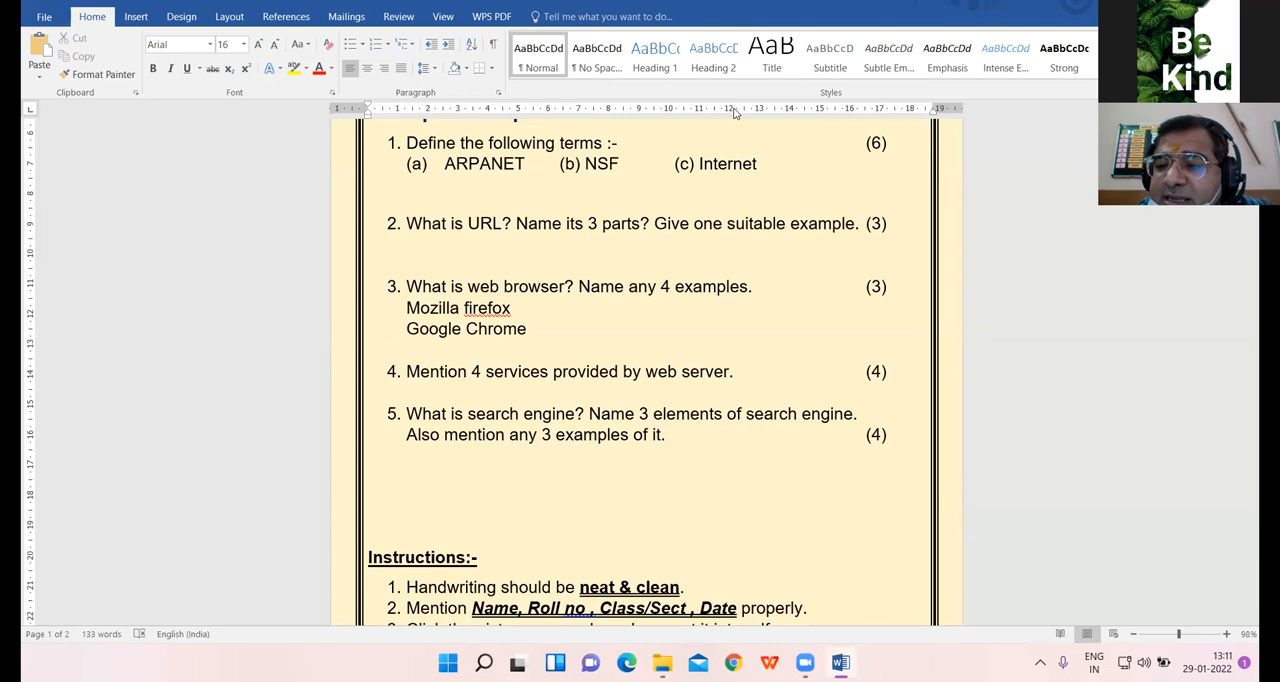 File Home Insert Design Layout References Mailings Review View WPS PDF Tell me what you want to do...
Paste
Cut
Copy
Format Painter
Arial 16
Clipboard Font Paragraph Styles
AaBbCcDd AaBbCcDd AaBbCc AaBbCcD AaB AaBbCcD AaBbCcDd AaBbCcDd AaBbCcDd AaBbCcDc
¶ Normal ¶ No Spac... Heading 1 Heading 2 Title Subtitle Subtle Em... Emphasis Intense E... Strong
Be
Kind
1. Define the following terms :- (6)
(a) ARPANET (b) NSF (c) Internet
2. What is URL? Name its 3 parts? Give one suitable example. (3)
3. What is web browser? Name any 4 examples. (3)
Mozilla firefox
Google Chrome
4. Mention 4 services provided by web server. (4)
5. What is search engine? Name 3 elements of search engine.
Also mention any 3 examples of it. (4)
Instructions:-
1. Handwriting should be neat & clean.
2. Mention Name, Roll no , Class/Sect , Date properly.
Page 1 of 2 133 words English (India) 98%
ENG
IN
13:11
29-01-2022